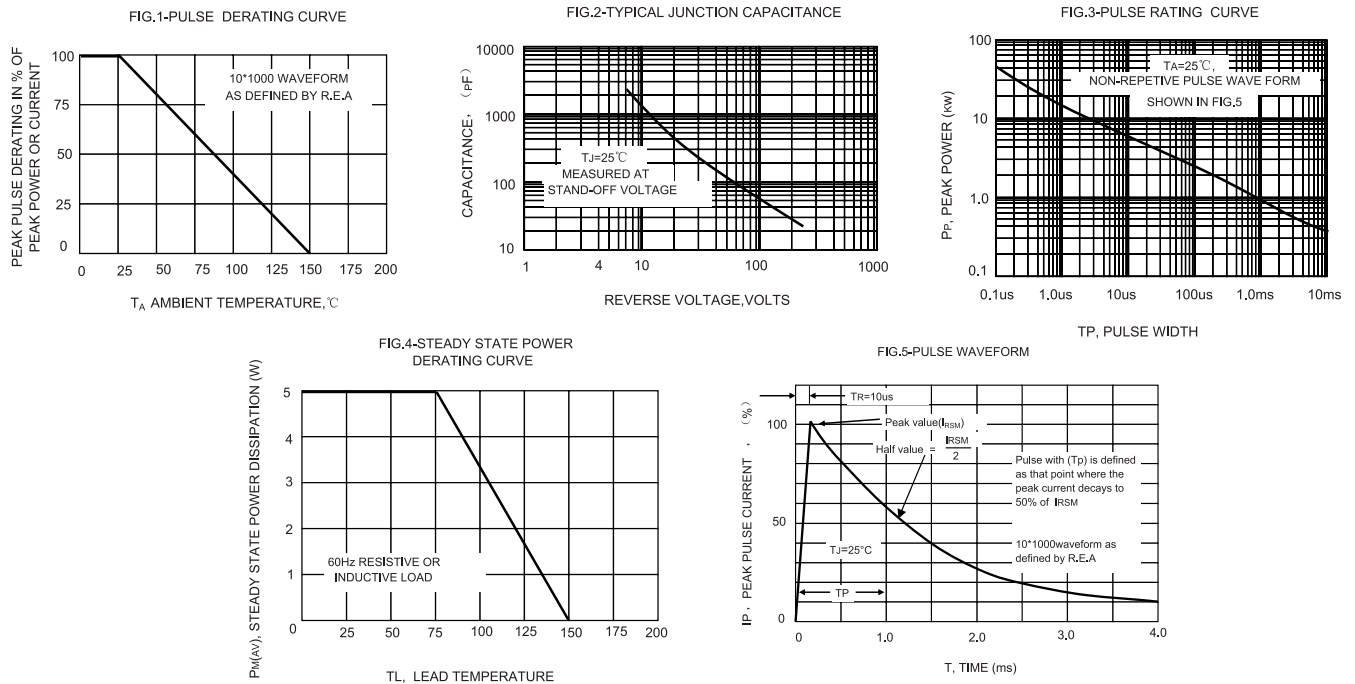 FIG.1-PULSE DERATING CURVE
PEAK PULSE DERATING IN % OF
PEAK POWER OR CURRENT
100
75
50
25
0
10*1000 WAVEFORM
AS DEFINED BY R.E.A
0 25 50 75 100 125 150 175 200
TA AMBIENT TEMPERATURE,℃
FIG.2-TYPICAL JUNCTION CAPACITANCE
CAPACITANCE, (PF)
10000
1000
100
10
TJ=25℃
MEASURED AT
STAND-OFF VOLTAGE
1 4 10 100 1000
REVERSE VOLTAGE,VOLTS
FIG.3-PULSE RATING CURVE
PP, PEAK POWER (KW)
100
10
1.0
0.1
TA=25℃,
NON-REPETIVE PULSE WAVE FORM
SHOWN IN FIG.5
0.1us 1.0us 10us 100us 1.0ms 10ms
TP, PULSE WIDTH
FIG.4-STEADY STATE POWER
DERATING CURVE
PM(AV), STEADY STATE POWER DISSIPATION (W)
5
4
3
2
1
0
60Hz RESISTIVE OR
INDUCTIVE LOAD
25 50 75 100 125 150 175 200
TL, LEAD TEMPERATURE
FIG.5-PULSE WAVEFORM
IP, PEAK PULSE CURRENT , (%)
100
50
0
TR=10us
Peak value(IRSM)
Half value = IRSM
2
Pulse with (Tp) is defined
as that point where the
peak current decays to
50% of IRSM
TJ=25°C
10*1000waveform as
defined by R.E.A
TP
0 1.0 2.0 3.0 4.0
T, TIME (ms)